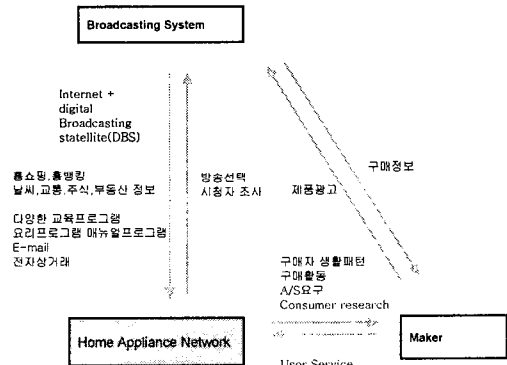 Broadcasting System
Internet +
digital
Broadcasting
statellite(DBS)
홈쇼핑,홈뱅킹
날씨,교통,주식,부동산 정보
다양한 교육프로그램
요리프로그램 매뉴얼프로그램
E-mail
전자상거래
방송선택
시청자 조사
제품광고
구매정보
구매자 생활패턴
구매활동
A/S요구
Consumer research
Home Appliance Network
Maker
User Service